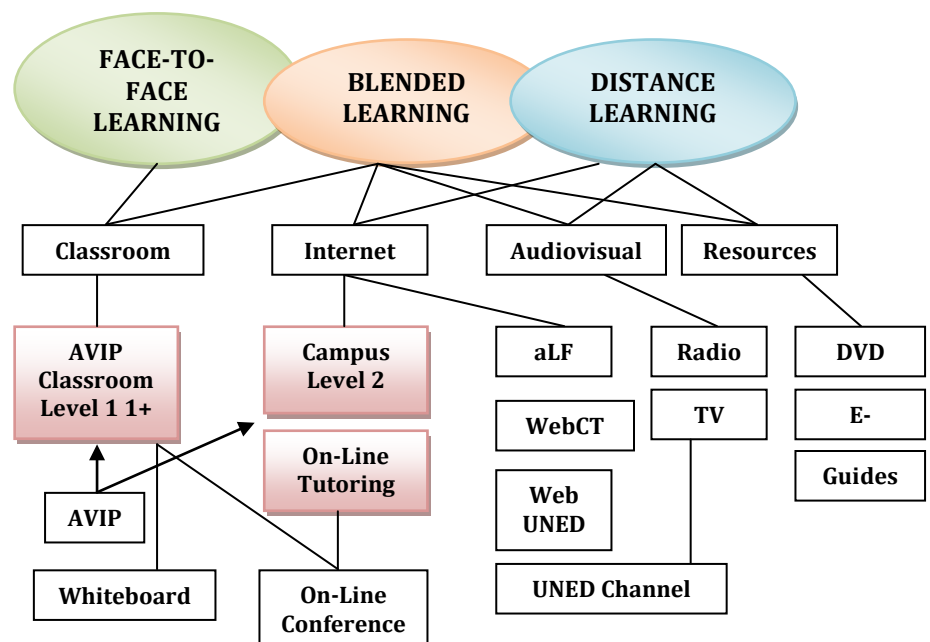 FACE-TO-
FACE
LEARNING
BLENDED
LEARNING
DISTANCE
LEARNING
Classroom
Internet
Audiovisual
Resources
AVIP
Classroom
Level 1 1+
Campus
Level 2
aLF
Radio
DVD
WebCT
TV
E-
On-Line
Tutoring
Guides
AVIP
Web
UNED
Whiteboard
On-Line
Conference
UNED Channel